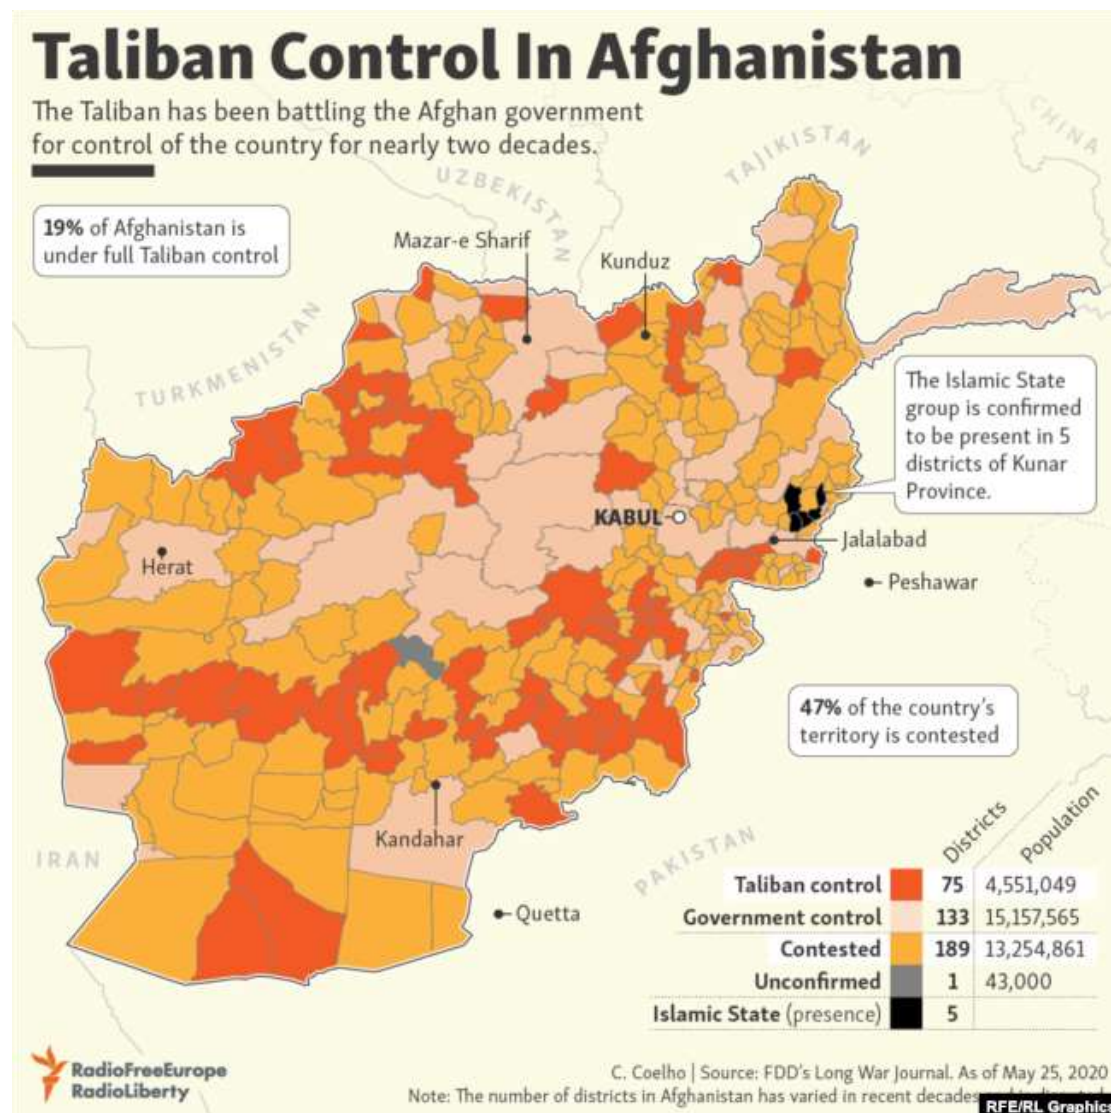 Taliban Control In Afghanistan
The Taliban has been battling the Afghan government
for control of the country for nearly two decades.
CHINA
TAJIKISTAN
UZBEKISTAN
19% of Afghanistan is
under full Taliban control
Mazar-e Sharif
Kunduz
TURKMENISTAN
The Islamic State
group is confirmed
to be present in 5
districts of Kunar
Province.
KABUL
Jalalabad
Herat
Peshawar
47% of the country's
territory is contested
Kandahar
IRAN
PAKISTAN
Quetta
Districts Population
Taliban control 75 4,551,049
Government control 133 15,157,565
Contested 189 13,254,861
Unconfirmed 1 43,000
Islamic State (presence) 5
RadioFreeEurope
RadioLiberty
C. Coelho | Source: FDD's Long War Journal. As of May 25, 2020
Note: The number of districts in Afghanistan has varied in recent decades
RFE/RL Graphics